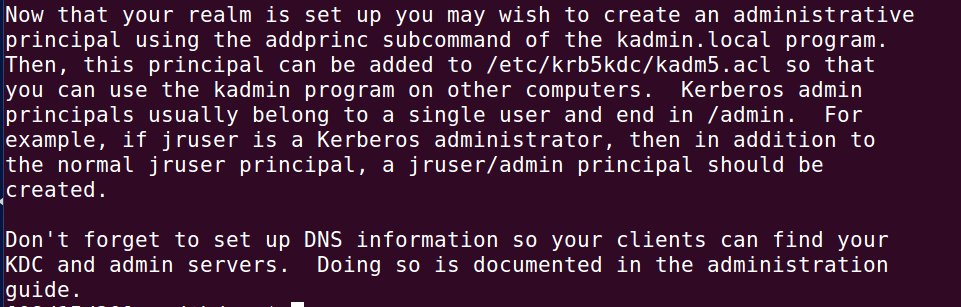 Now that your realm is set up you may wish to create an administrative
principal using the addprinc subcommand of the kadmin.local program.
Then, this principal can be added to /etc/krb5kdc/kadm5.acl so that
you can use the kadmin program on other computers.  Kerberos admin
principals usually belong to a single user and end in /admin.  For
example, if jruser is a Kerberos administrator, then in addition to
the normal jruser principal, a jruser/admin principal should be
created.

Don't forget to set up DNS information so your clients can find your
KDC and admin servers.  Doing so is documented in the administration
guide.